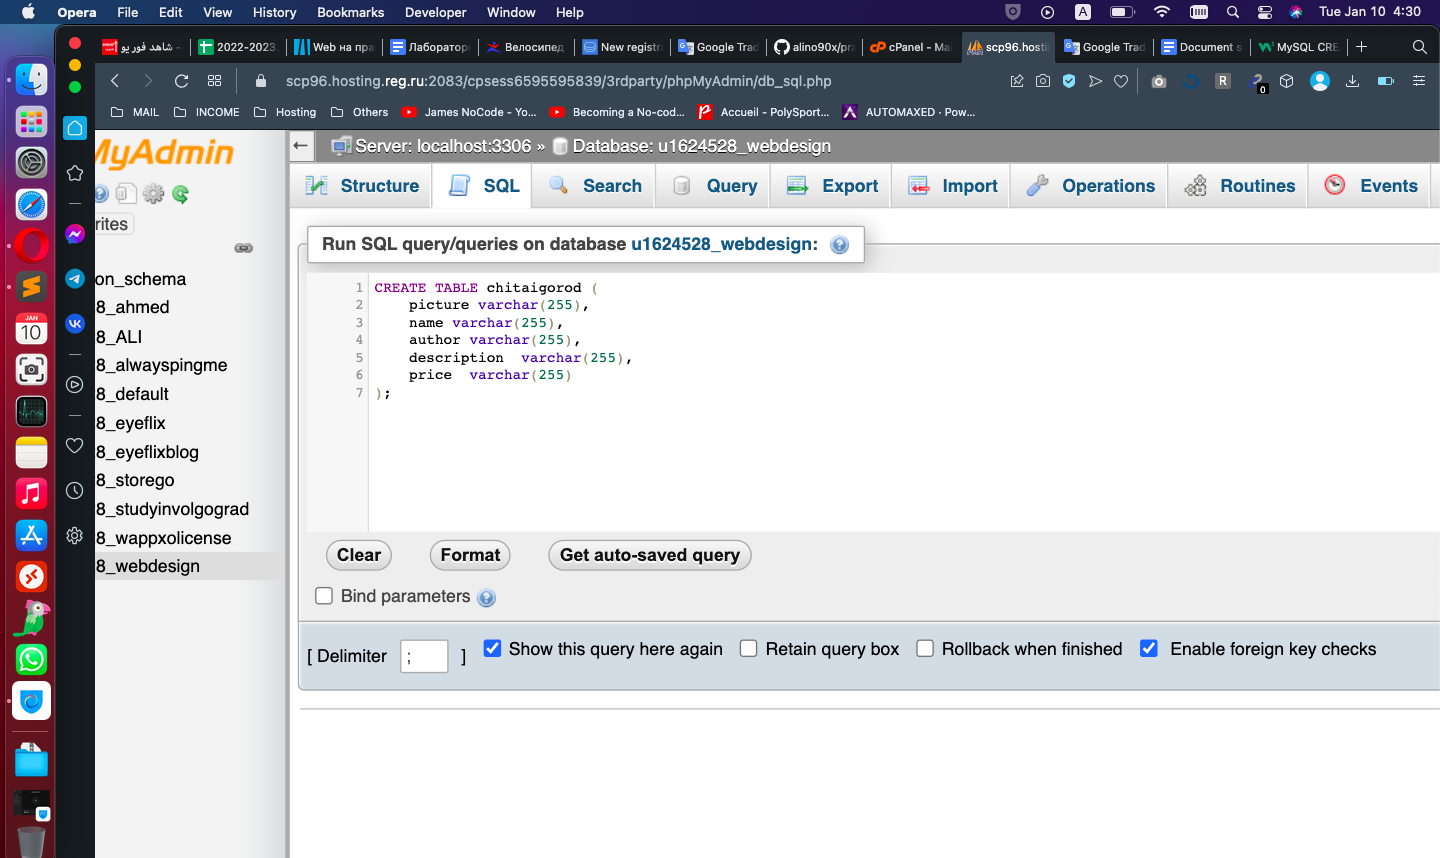 Opera File Edit View History Bookmarks Developer Window Help A Tue Jan 10 4:30
شاهد فور يو - 2022-2023 Web на пра Лаборатор Велосипед New registr Google Trad alino90x/pra cPanel - Ma scp96.hosti Google Trad Document s MySQL CRE
scp96.hosting.reg.ru:2083/cpsess6595595839/3rdparty/phpMyAdmin/db_sql.php R 0
MAIL INCOME Hosting Others James NoCode - Yo... Becoming a No-cod... Accueil - PolySport... AUTOMAXED - Pow...
MyAdmin
rites
on_schema
8_ahmed
8_ALI
8_alwayspingme
8_default
8_eyeflix
8_eyeflixblog
8_storego
8_studyinvolgograd
8_wappxolicense
8_webdesign
JAN
10
Server: localhost:3306 » Database: u1624528_webdesign
Structure SQL Search Query Export Import Operations Routines Events
Run SQL query/queries on database u1624528_webdesign:
1 CREATE TABLE chitaigorod (
2 picture varchar(255),
3 name varchar(255),
4 author varchar(255),
5 description varchar(255),
6 price varchar(255)
7 );
Clear Format Get auto-saved query
Bind parameters
[ Delimiter ; ] Show this query here again Retain query box Rollback when finished Enable foreign key checks